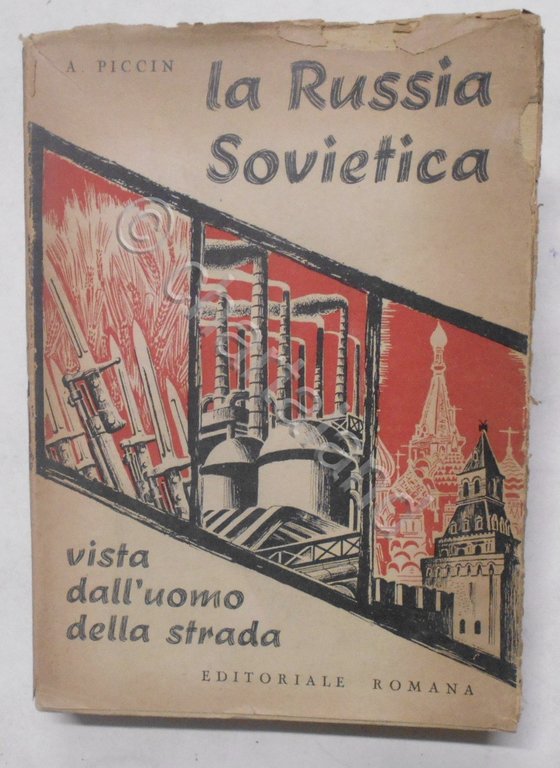 A. PICCIN
la Russia
Sovietica
vista
dall'uomo
della strada
EDITORIALE ROMANA